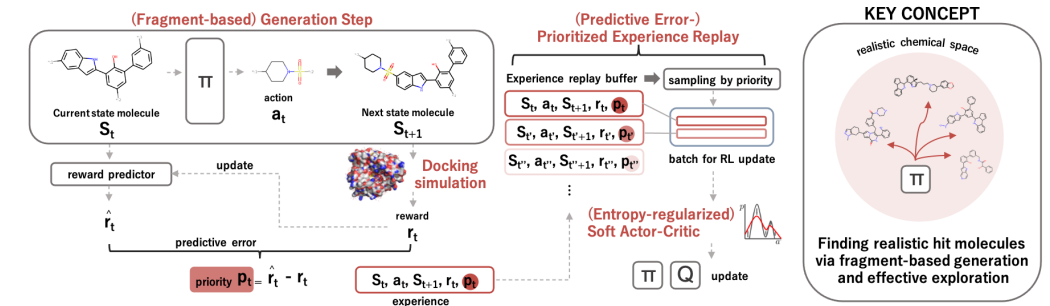 (Fragment-based) Generation Step
Current state molecule
St
π
action
at
Next state molecule
St+1
reward predictor
update
Docking
simulation
r̂t
reward
rt
predictive error
priority pt = r̂t - rt
St, at, St+1, rt, pt
experience
(Predictive Error-)
Prioritized Experience Replay
Experience replay buffer
sampling by priority
St, at, St+1, rt, pt
St', at', St'+1, rt', pt'
St'', at'', St''+1, rt'', pt''
⋮
batch for RL update
(Entropy-regularized)
Soft Actor-Critic
p
a
π
Q
update
KEY CONCEPT
realistic chemical space
π
Finding realistic hit molecules
via fragment-based generation
and effective exploration